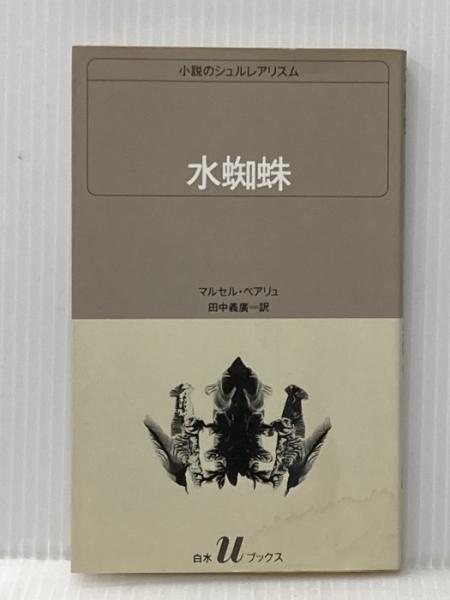 小説のシュルレアリスム
水蜘蛛
マルセル・ベアリュ
田中義廣=訳
白水uブックス